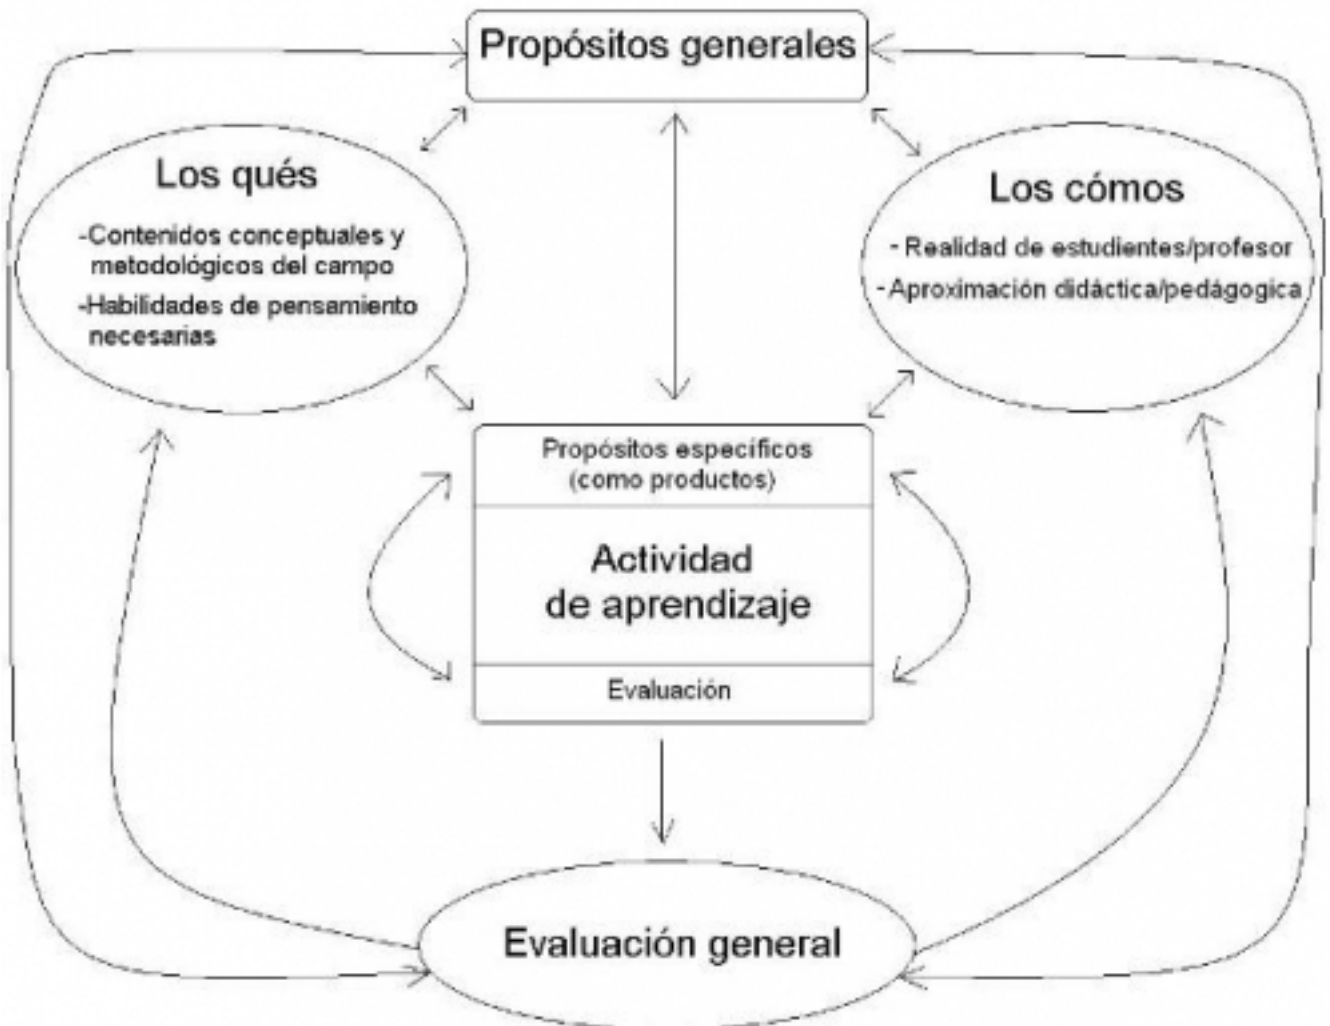 Propósitos generales
Los qués
-Contenidos conceptuales y
metodológicos del campo
-Habilidades de pensamiento
necesarias
Los cómos
- Realidad de estudiantes/profesor
-Aproximación didáctica/pedágogica
Propósitos específicos
(como productos)
Actividad
de aprendizaje
Evaluación
Evaluación general